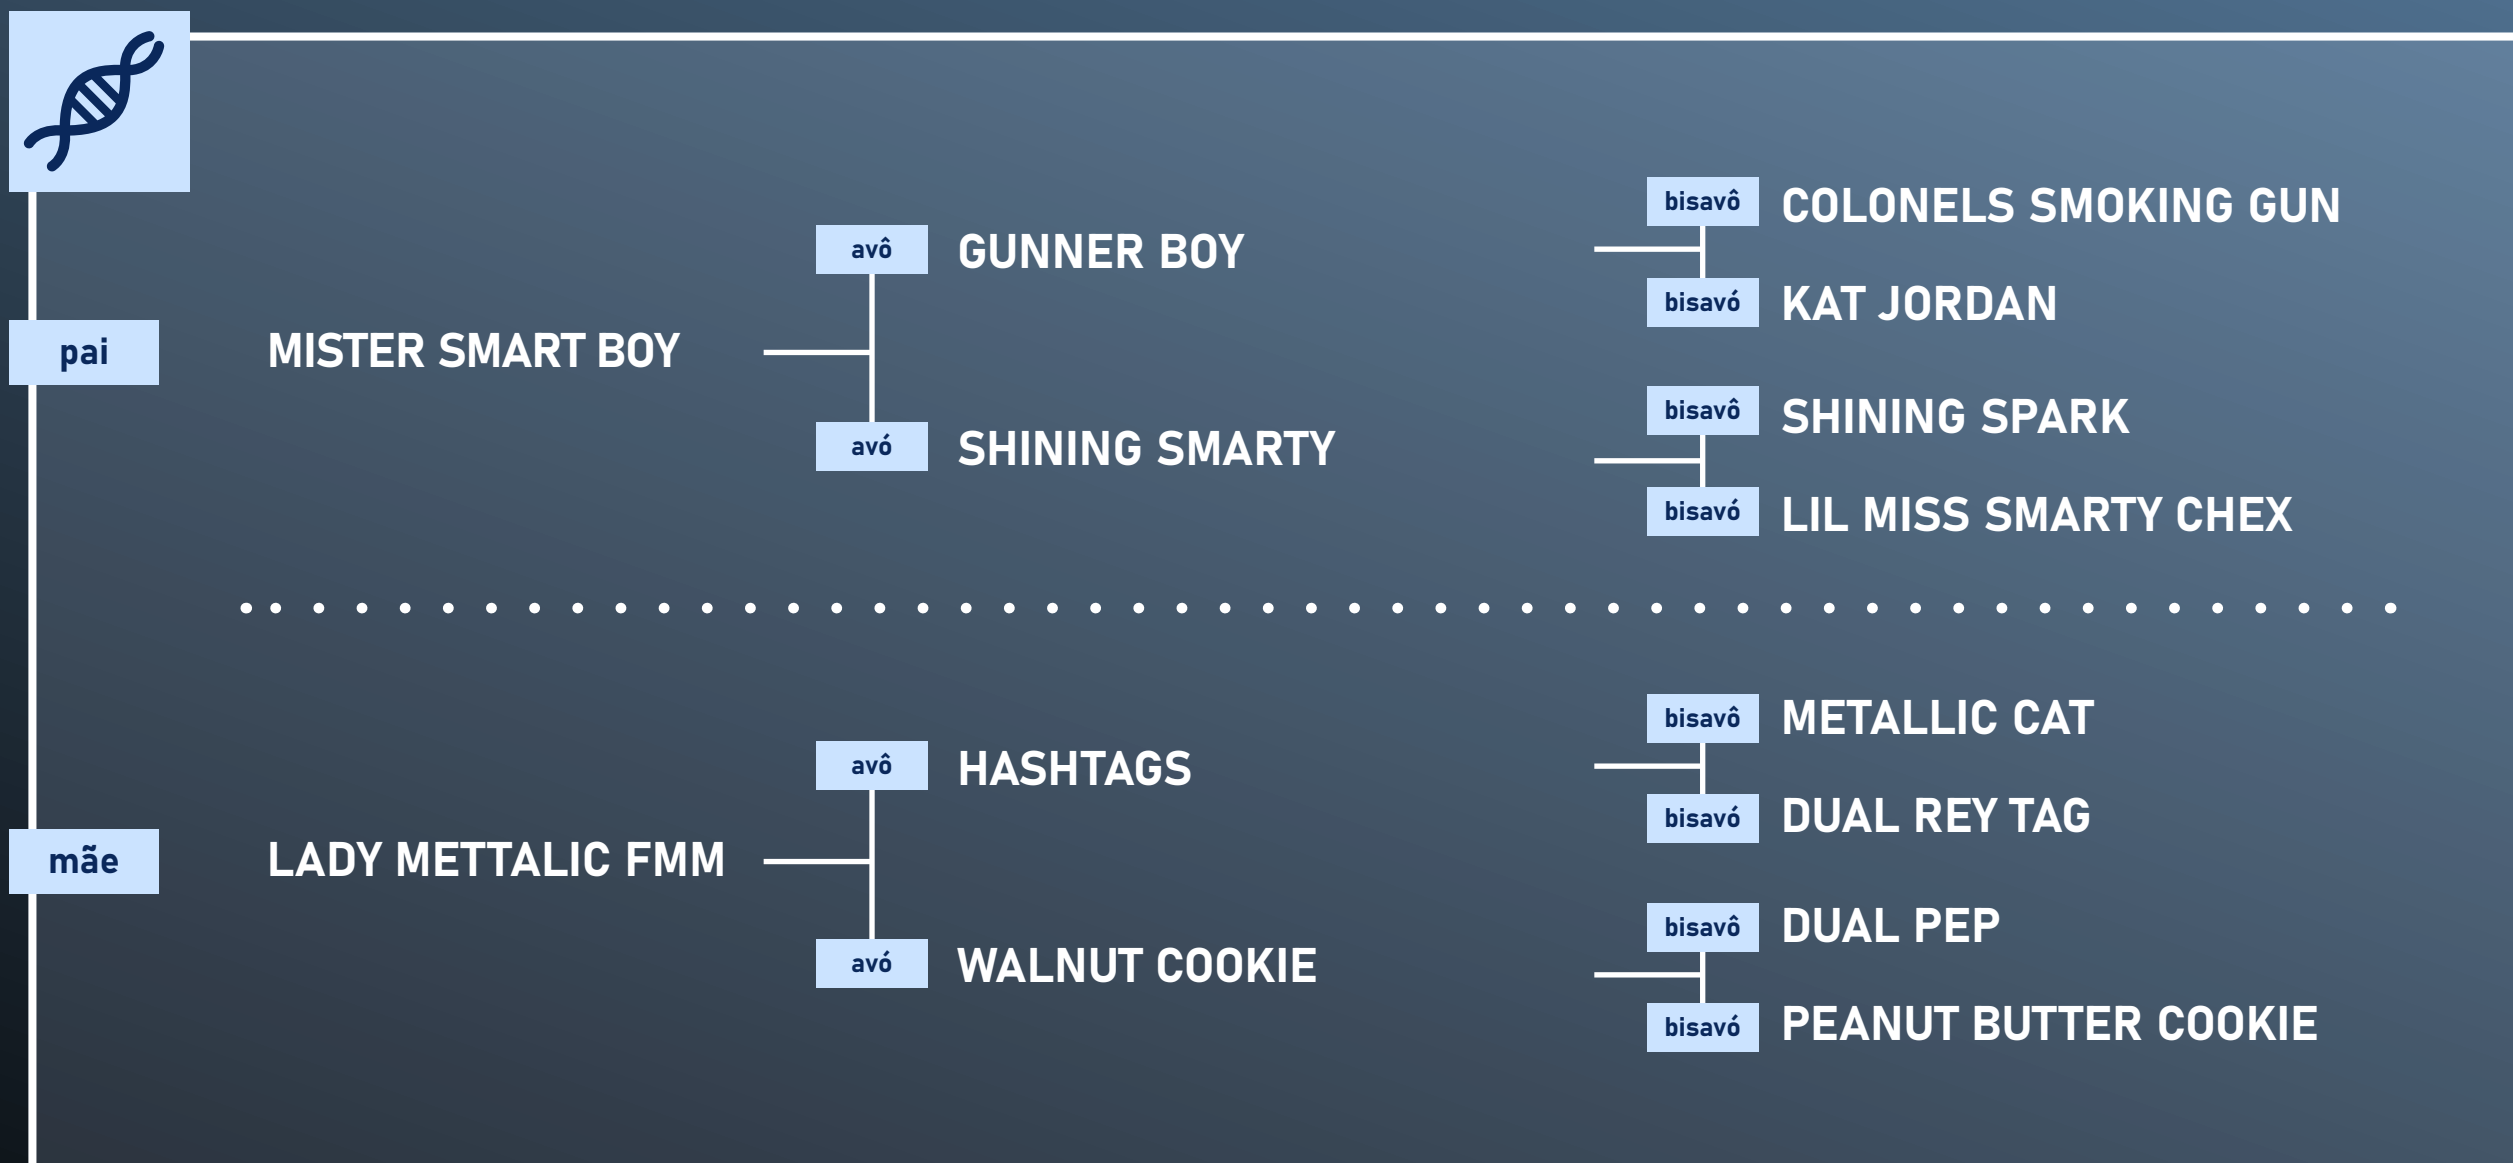 bisavô COLONELS SMOKING GUN
avô GUNNER BOY
bisavó KAT JORDAN
pai MISTER SMART BOY
bisavô SHINING SPARK
avó SHINING SMARTY
bisavó LIL MISS SMARTY CHEX
bisavô METALLIC CAT
avô HASHTAGS
bisavó DUAL REY TAG
mãe LADY METTALIC FMM
bisavô DUAL PEP
avó WALNUT COOKIE
bisavó PEANUT BUTTER COOKIE